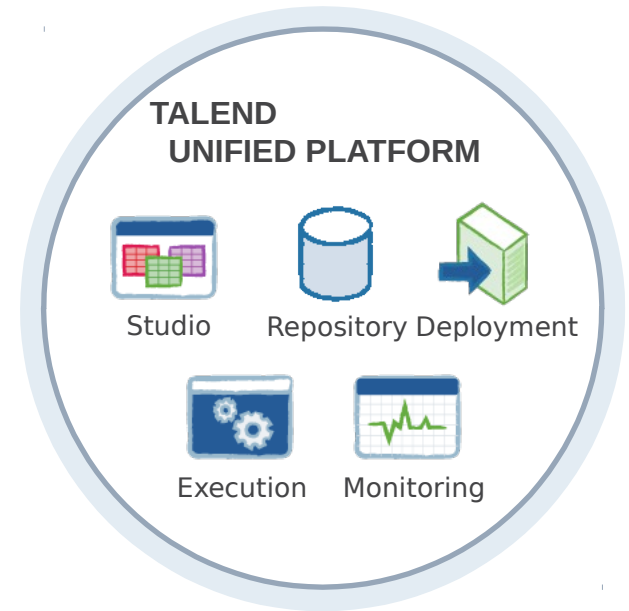 TALEND
UNIFIED PLATFORM
Studio Repository Deployment
Execution Monitoring